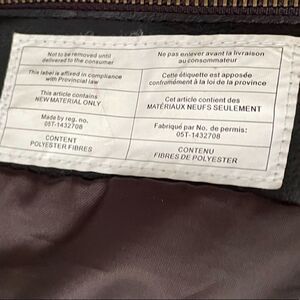 Not to be removed until
delivered to the consumer
This label is affixed in compliance
with Provincial law
This article contains
NEW MATERIAL ONLY
Made by reg. no.
05T-1432708
CONTENT
POLYESTER FIBRES
Ne pas enlever avant la livraison
au consommateur
Cette étiquette est apposée
conformément à la loi de la province
Cet article contient des
MATÉRIAUX NEUFS SEULEMENT
Fabriqué par No. de permis:
05T-1432708
CONTENU
FIBRES DE POLYESTER